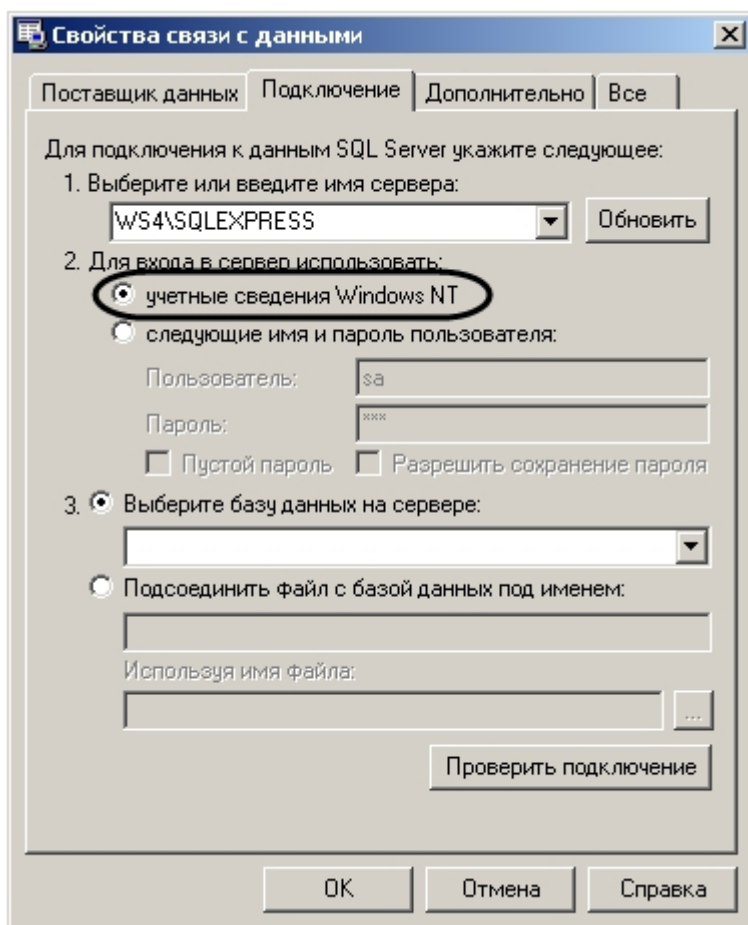 Свойства связи с данными
Поставщик данных Подключение Дополнительно Все
Для подключения к данным SQL Server укажите следующее:
1. Выберите или введите имя сервера:
WS4\SQLEXPRESS Обновить
2. Для входа в сервер использовать:
учетные сведения Windows NT
следующие имя и пароль пользователя:
Пользователь: sa
Пароль: ***
Пустой пароль Разрешить сохранение пароля
3. Выберите базу данных на сервере:
Подсоединить файл с базой данных под именем:
Используя имя файла:
...
Проверить подключение
OK Отмена Справка